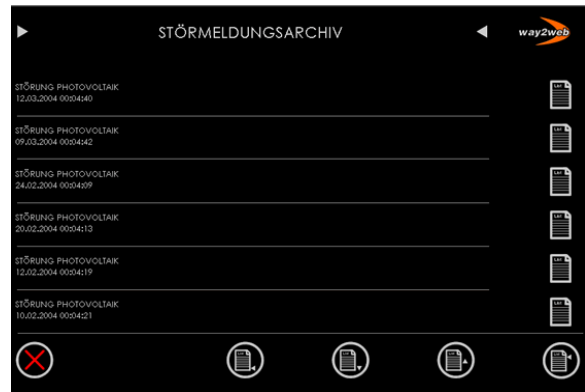 STÖRMELDUNGSARCHIV
way2web
STÖRUNG PHOTOVOLTAIK
12.03.2004 00:04:40
STÖRUNG PHOTOVOLTAIK
09.03.2004 00:04:42
STÖRUNG PHOTOVOLTAIK
24.02.2004 00:04:09
STÖRUNG PHOTOVOLTAIK
20.02.2004 00:04:13
STÖRUNG PHOTOVOLTAIK
12.02.2004 00:04:19
STÖRUNG PHOTOVOLTAIK
10.02.2004 00:04:21